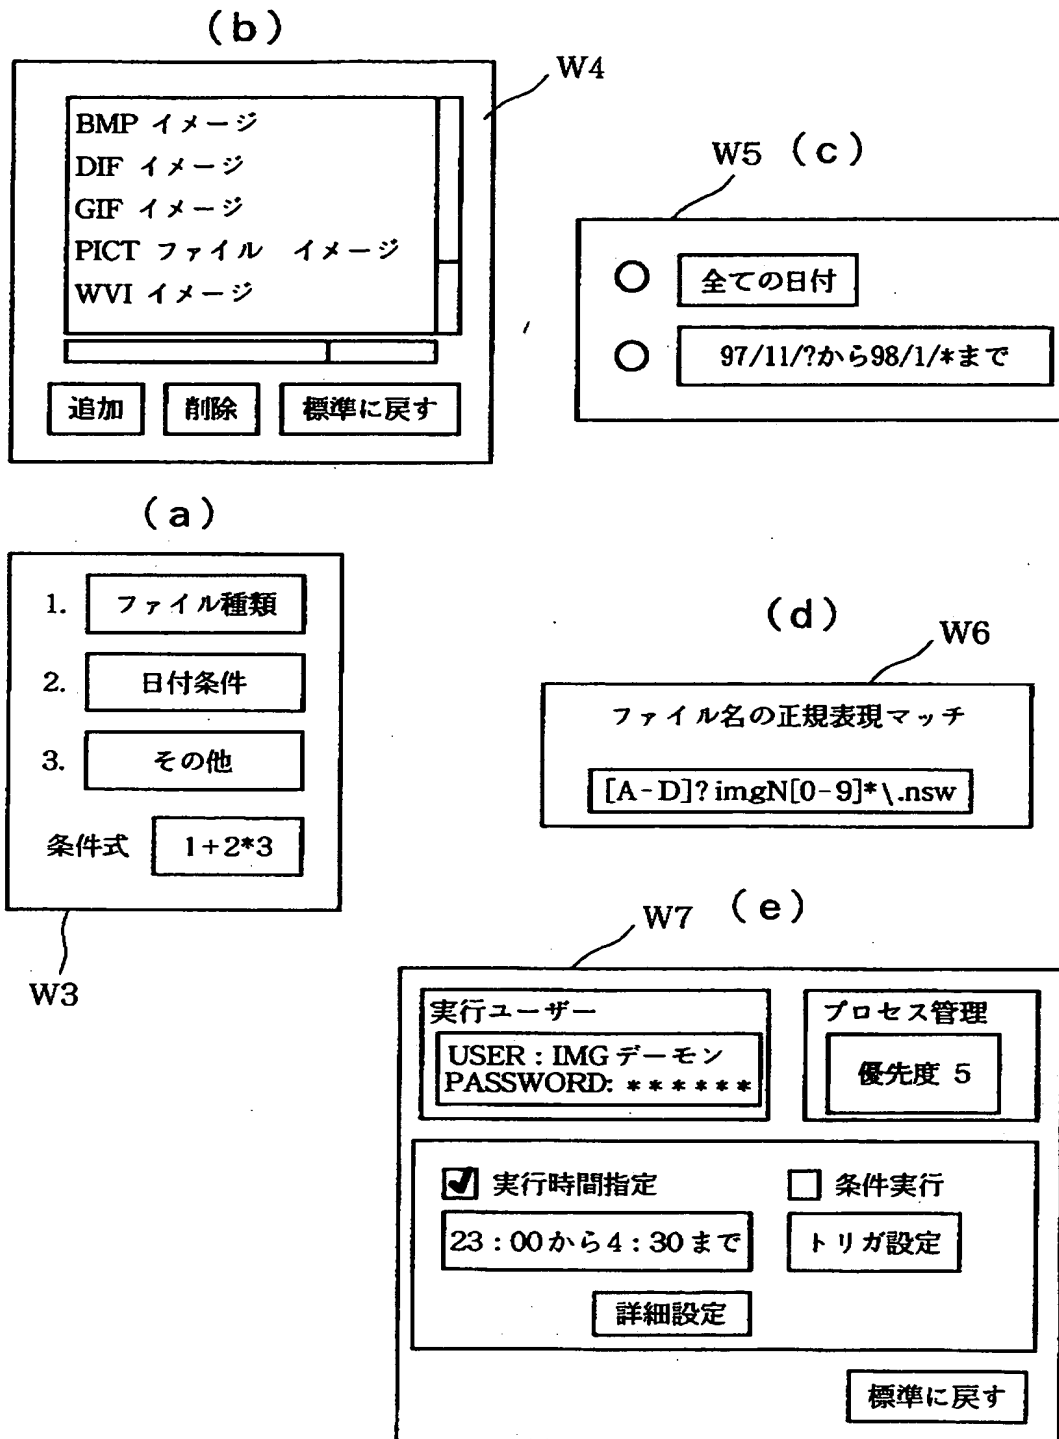 (b)
W4
BMP イメージ
DIF イメージ
GIF イメージ
PICT ファイル イメージ
WVI イメージ
追加 削除 標準に戻す
W5 (c)
全ての日付
97/11/?から98/1/*まで
(a)
1. ファイル種類
2. 日付条件
3. その他
条件式 1+2*3
W3
(d)
W6
ファイル名の正規表現マッチ
[A-D]?imgN[0-9]*\.nsw
W7 (e)
実行ユーザー
USER : IMG デーモン
PASSWORD: * * * * * *
プロセス管理
優先度 5
実行時間指定 条件実行
23 : 00 から 4 : 30 まで トリガ設定
詳細設定
標準に戻す